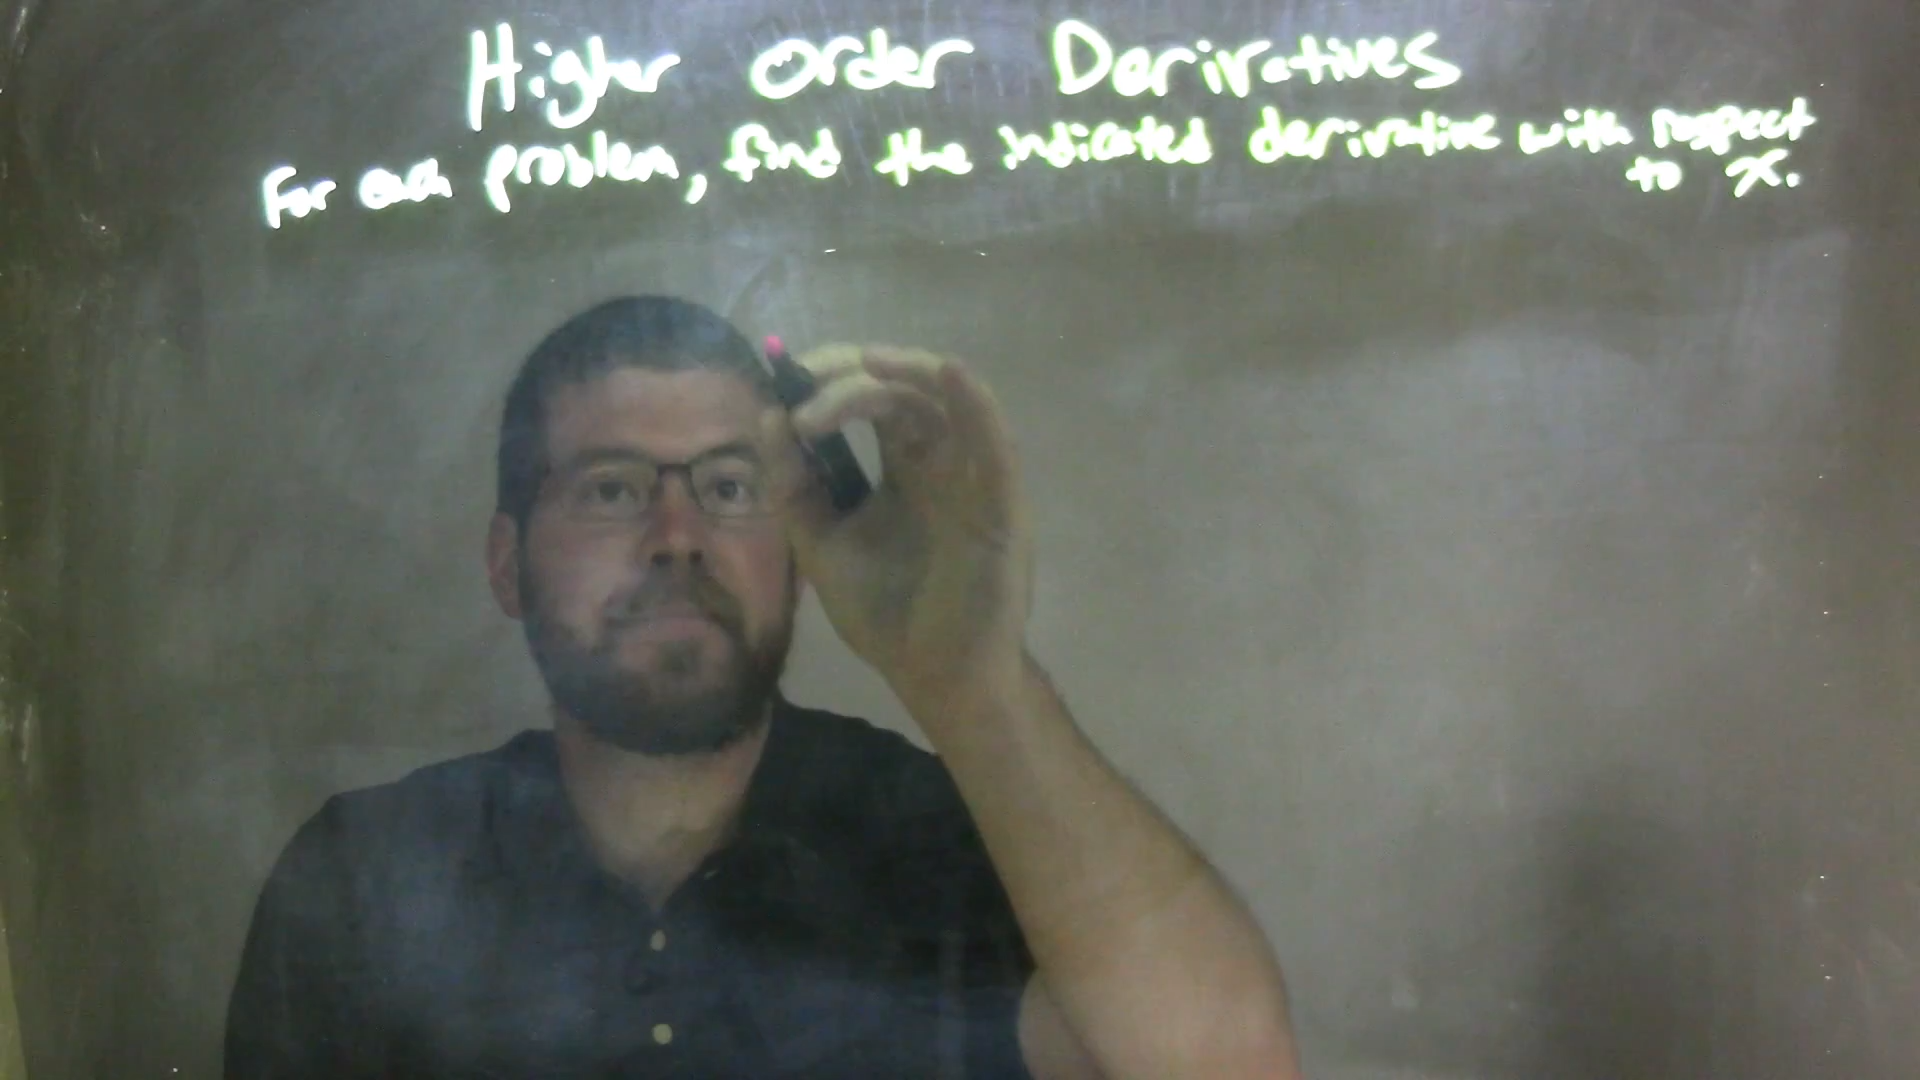 Higher Order Derivatives
For each problem, find the indicated derivative with respect
to x.